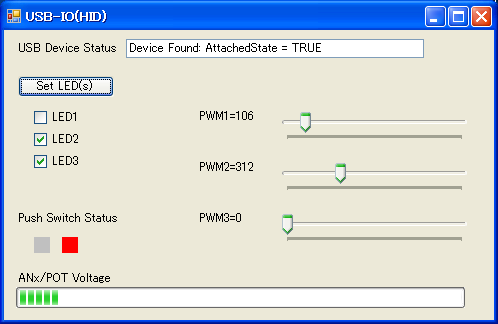 USB-IO(HID)
USB Device Status Device Found: AttachedState = TRUE
Set LED(s)
LED1
LED2
LED3
PWM1=106
PWM2=312
PWM3=0
Push Switch Status
ANx/POT Voltage